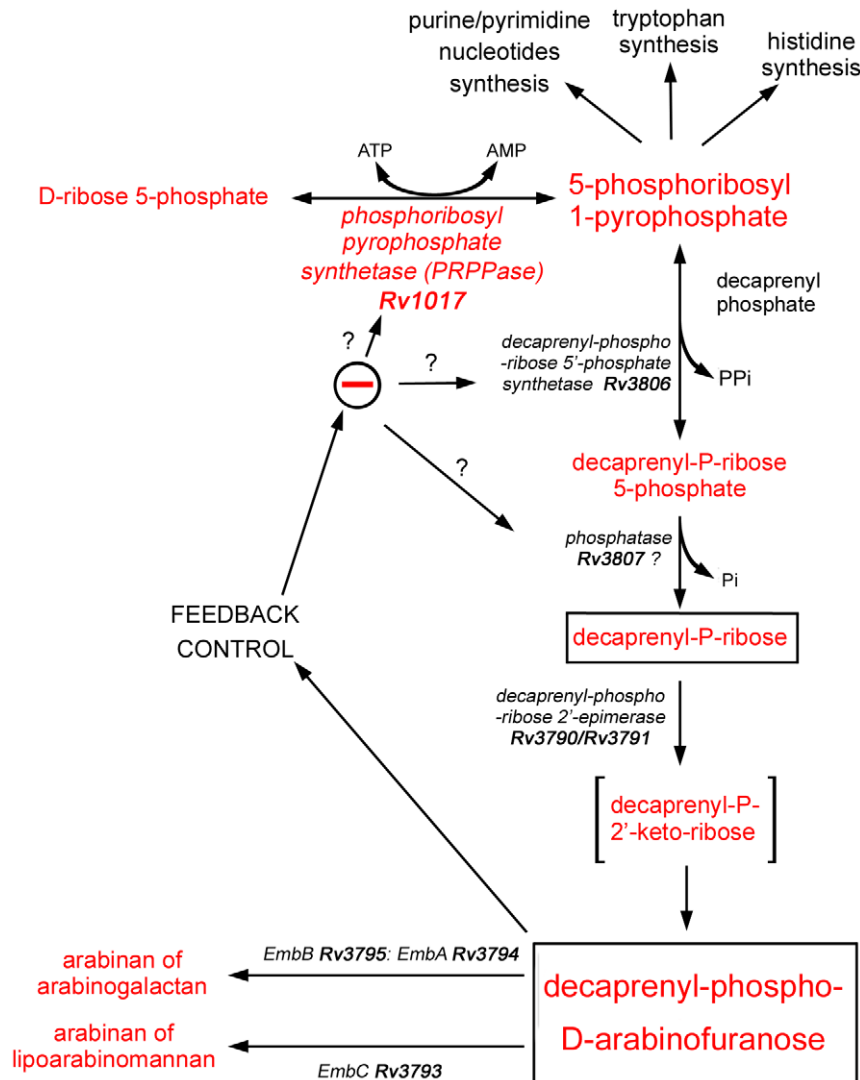 purine/pyrimidine
nucleotides
synthesis
tryptophan
synthesis
histidine
synthesis
ATP
AMP
D-ribose 5-phosphate
5-phosphoribosyl
1-pyrophosphate
phosphoribosyl
pyrophosphate
synthetase (PRPPase)
Rv1017
decaprenyl
phosphate
?
?
decaprenyl-phospho
-ribose 5'-phosphate
synthetase Rv3806
PPi
?
decaprenyl-P-ribose
5-phosphate
phosphatase
Rv3807 ?
Pi
FEEDBACK
CONTROL
decaprenyl-P-ribose
decaprenyl-phospho
-ribose 2'-epimerase
Rv3790/Rv3791
decaprenyl-P-
2'-keto-ribose
EmbB Rv3795: EmbA Rv3794
arabinan of
arabinogalactan
decaprenyl-phospho-
D-arabinofuranose
arabinan of
lipoarabinomannan
EmbC Rv3793